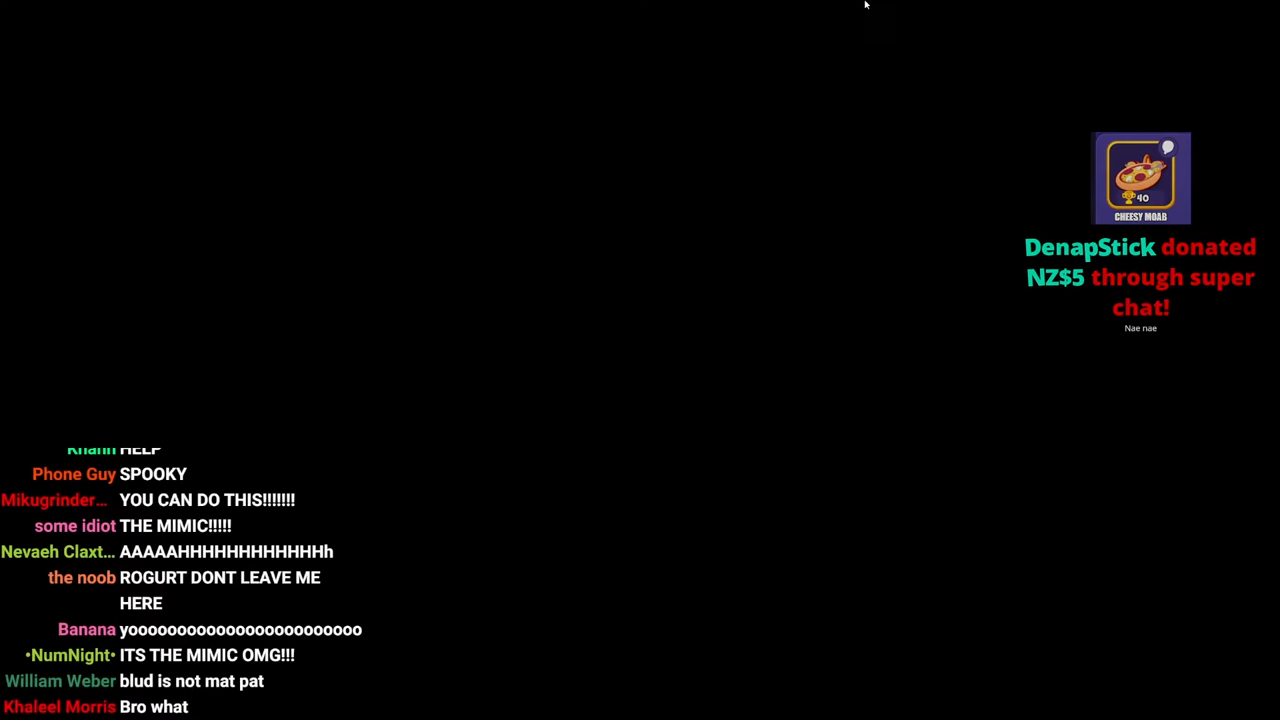 40
CHEESY MOAB
DenapStick donated
NZ$5 through super
chat!
Nae nae
Khann HELP
Phone Guy SPOOKY
Mikugrinder... YOU CAN DO THIS!!!!!!!
some idiot THE MIMIC!!!!!
Nevaeh Claxt... AAAAAHHHHHHHHHHHHh
the noob ROGURT DONT LEAVE ME
HERE
Banana yoooooooooooooooooooooooo
•NumNight• ITS THE MIMIC OMG!!!
William Weber blud is not mat pat
Khaleel Morris Bro what